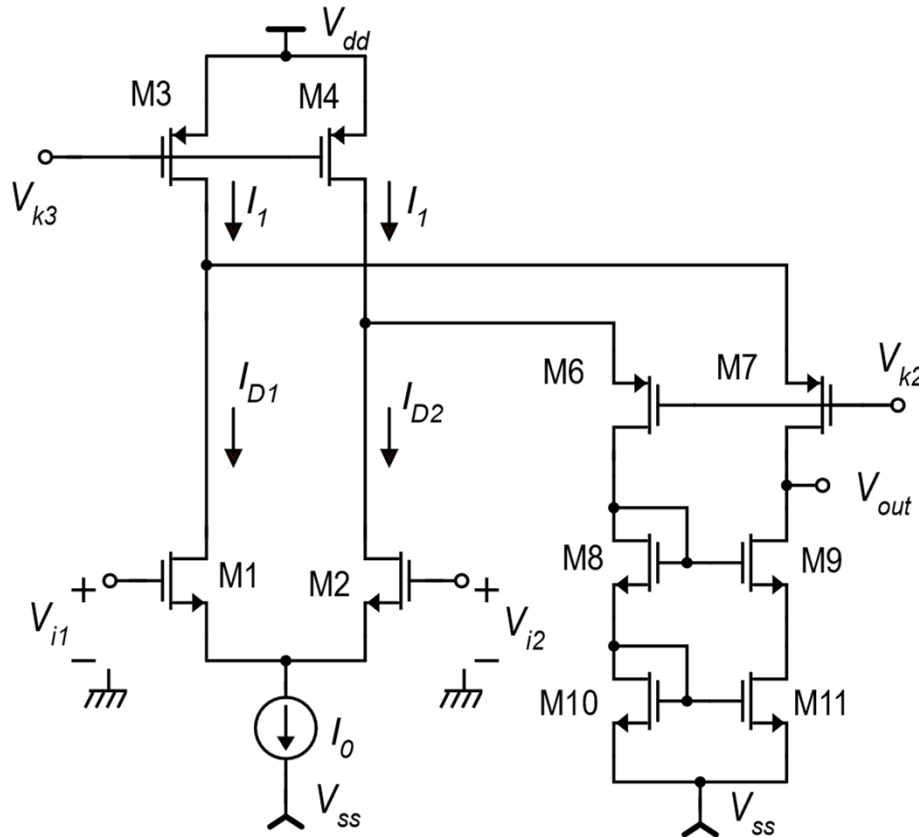 V_dd
M3
M4
V_k3
I_1
I_1
M6
M7
V_k2
I_D1
I_D2
V_out
M8
M9
M1
M2
+
+
V_i1
V_i2
−
−
M10
M11
I_0
V_ss
V_ss